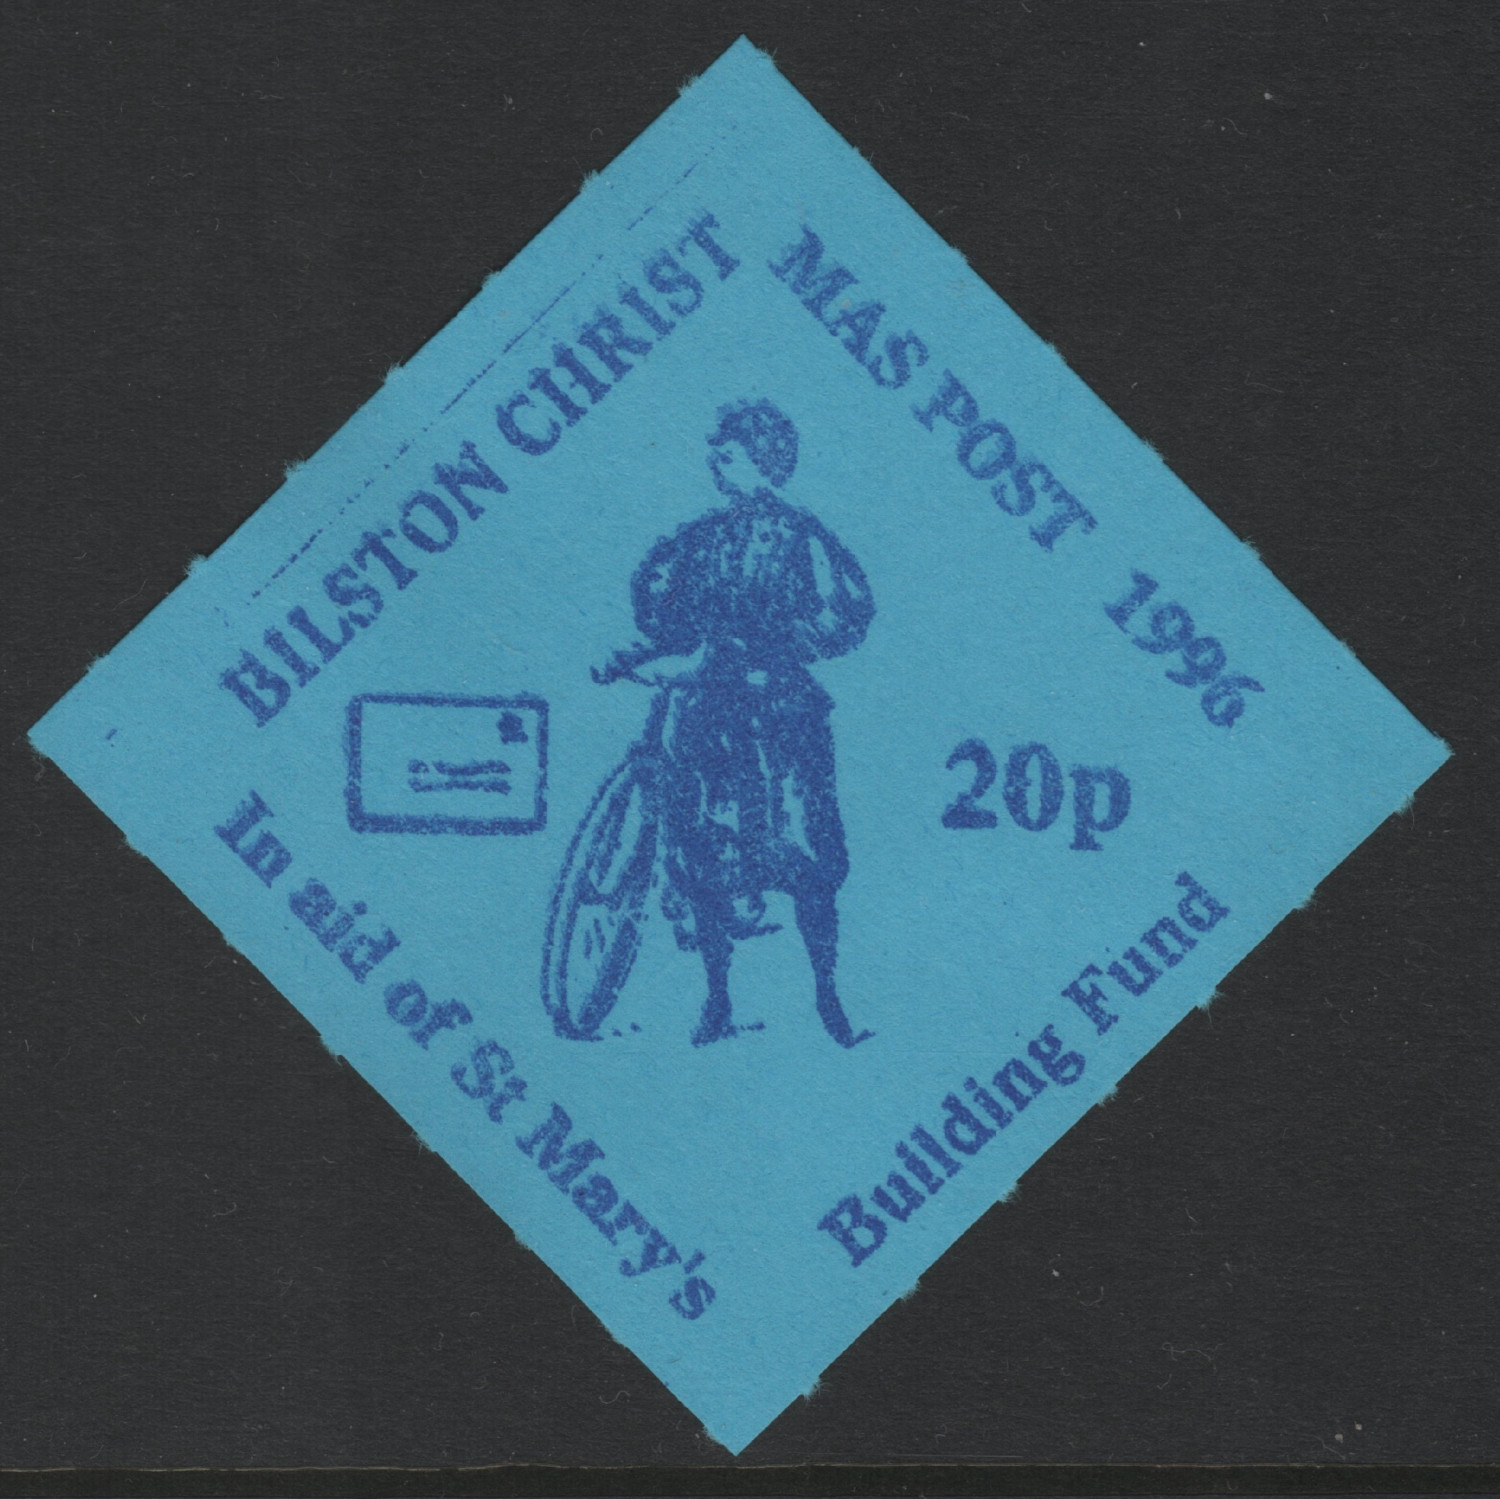 BILSTON CHRIST
MAS POST 1996
20p
In aid of St Mary's
Building Fund